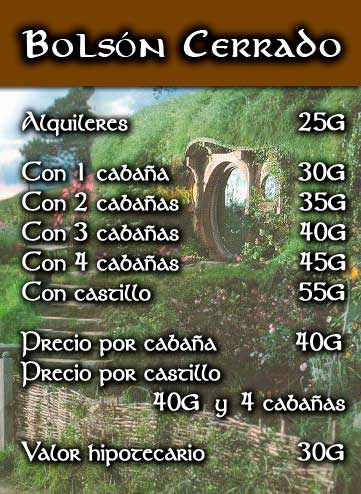 Bolsón Cerrado
Alquileres 25G
Con 1 cabaña 30G
Con 2 cabañas 35G
Con 3 cabañas 40G
Con 4 cabañas 45G
Con castillo 55G
Precio por cabaña 40G
Precio por castillo
40G y 4 cabañas
Valor hipotecario 30G